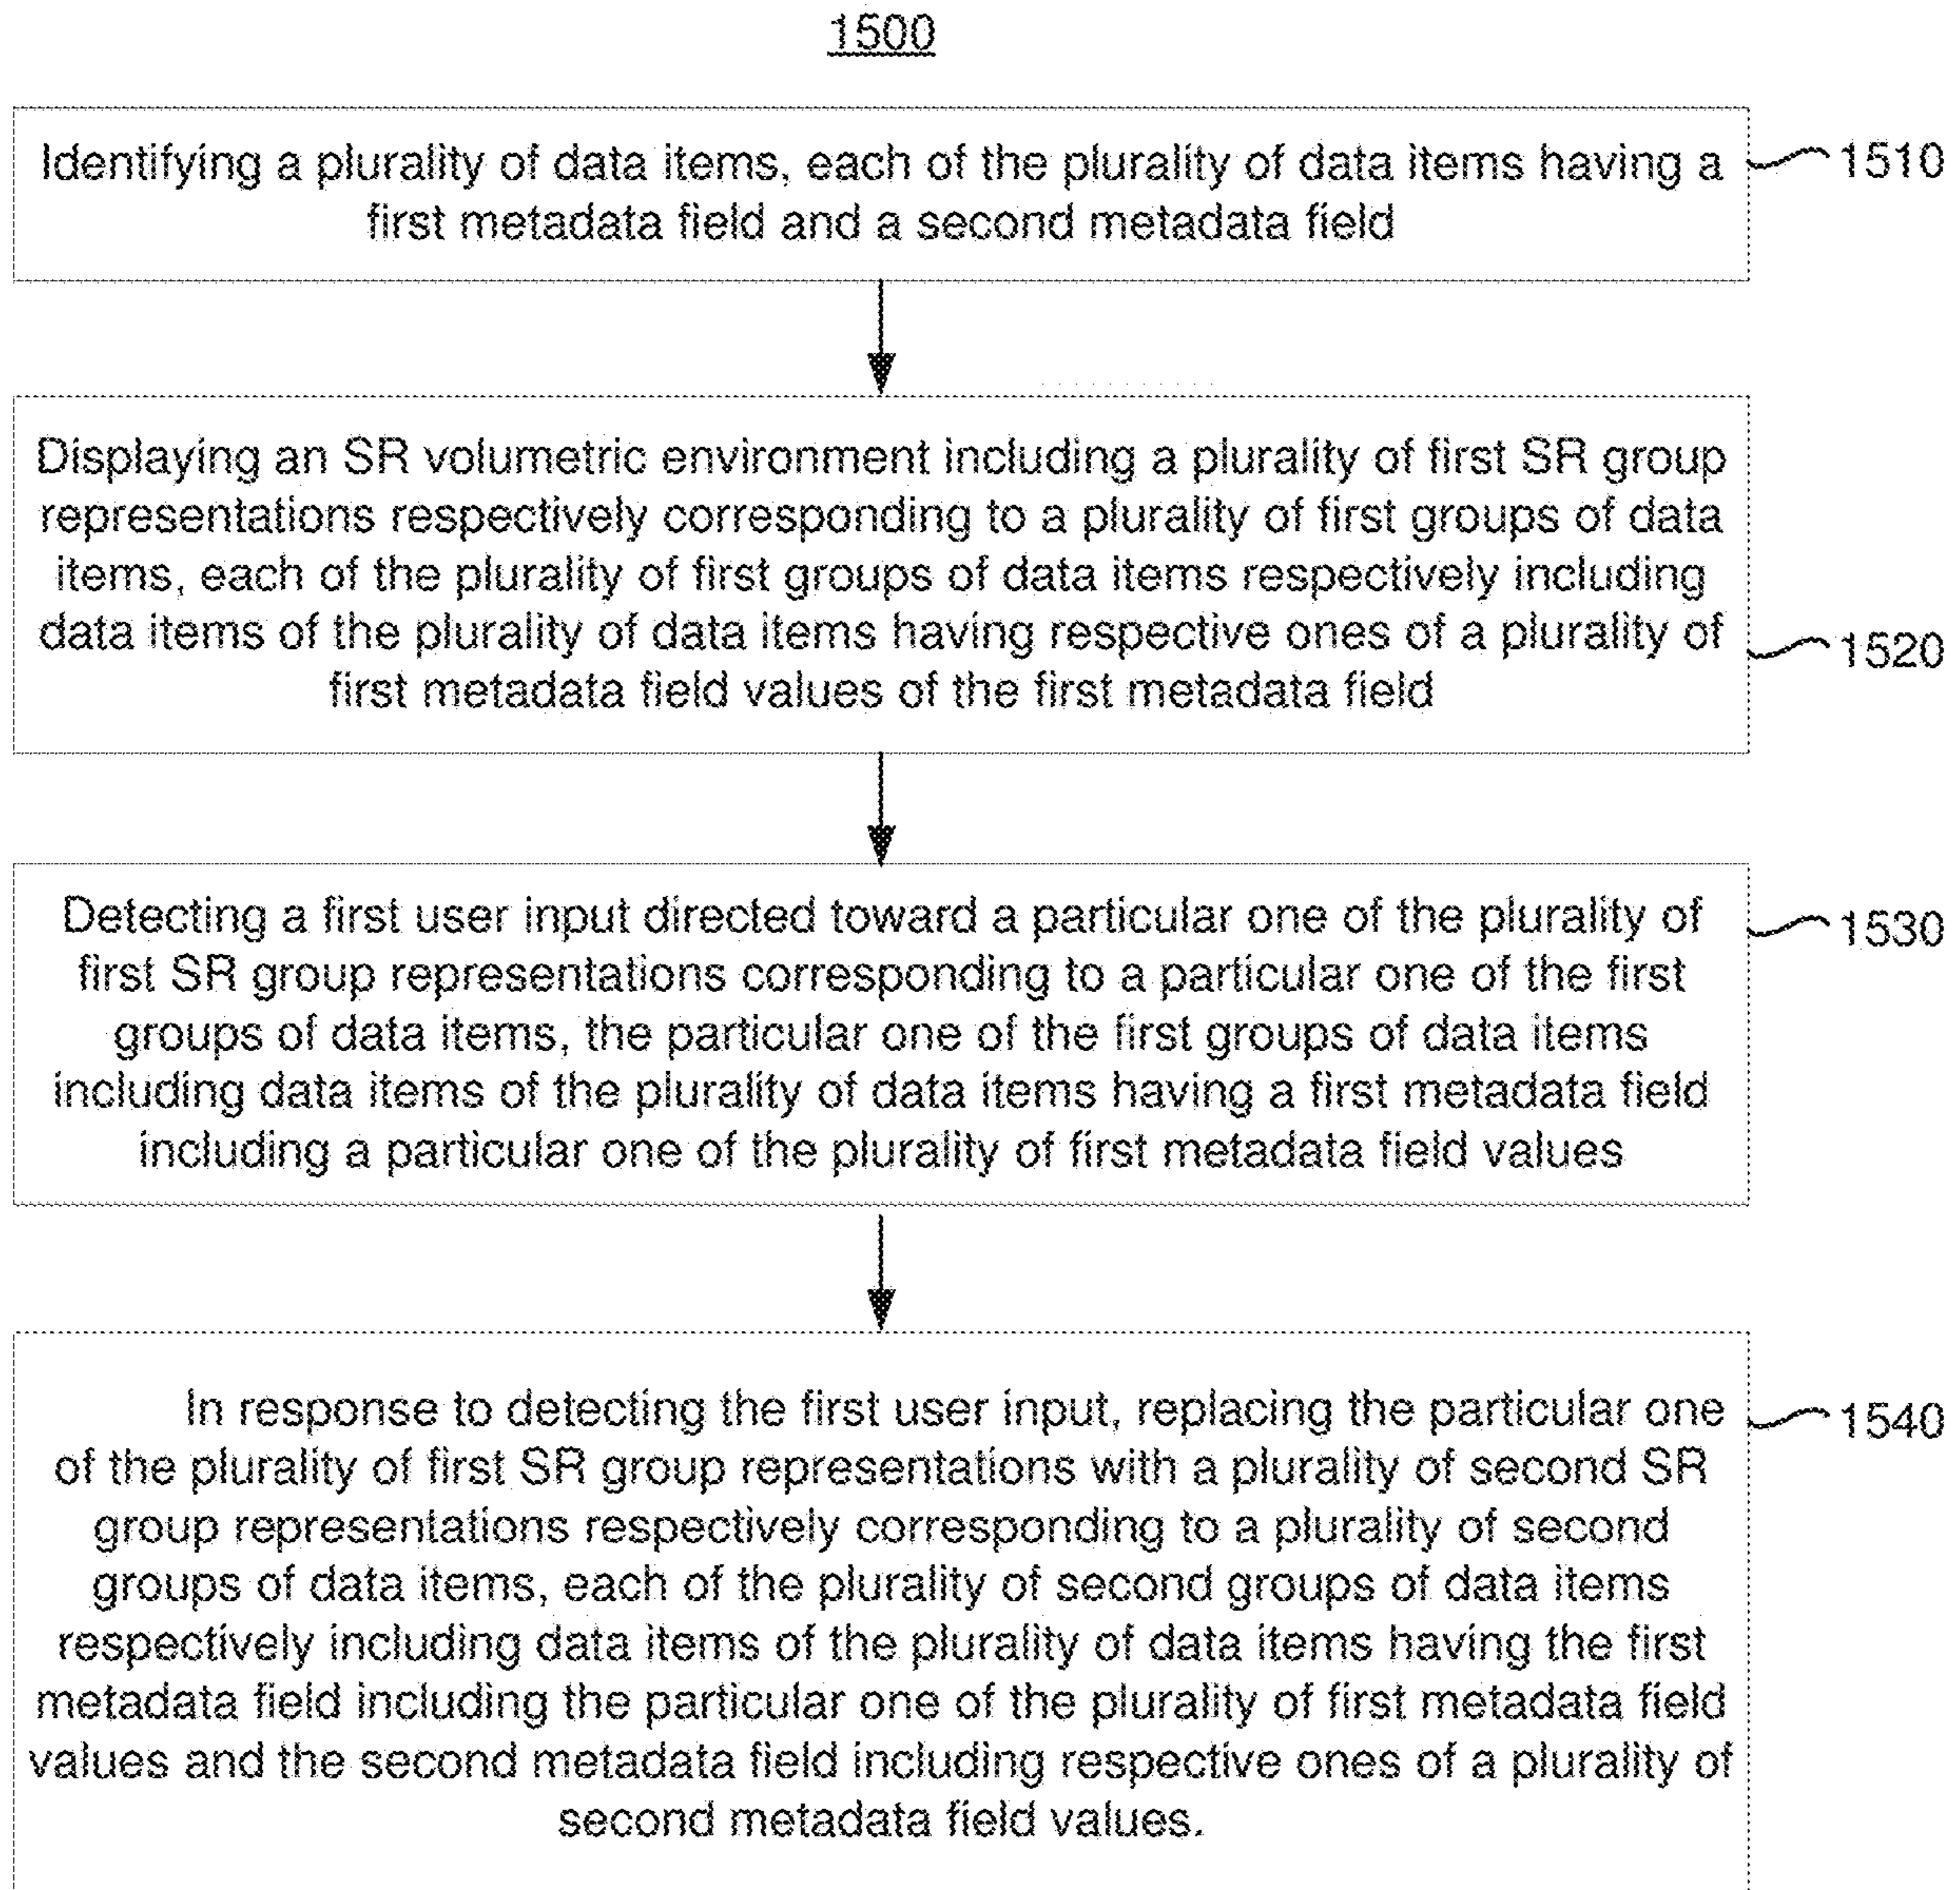 1500
Identifying a plurality of data items, each of the plurality of data items having a
first metadata field and a second metadata field
1510
Displaying an SR volumetric environment including a plurality of first SR group
representations respectively corresponding to a plurality of first groups of data
items, each of the plurality of first groups of data items respectively including
data items of the plurality of data items having respective ones of a plurality of
first metadata field values of the first metadata field
1520
Detecting a first user input directed toward a particular one of the plurality of
first SR group representations corresponding to a particular one of the first
groups of data items, the particular one of the first groups of data items
including data items of the plurality of data items having a first metadata field
including a particular one of the plurality of first metadata field values
1530
In response to detecting the first user input, replacing the particular one
of the plurality of first SR group representations with a plurality of second SR
group representations respectively corresponding to a plurality of second
groups of data items, each of the plurality of second groups of data items
respectively including data items of the plurality of data items having the first
metadata field including the particular one of the plurality of first metadata field
values and the second metadata field including respective ones of a plurality of
second metadata field values.
1540